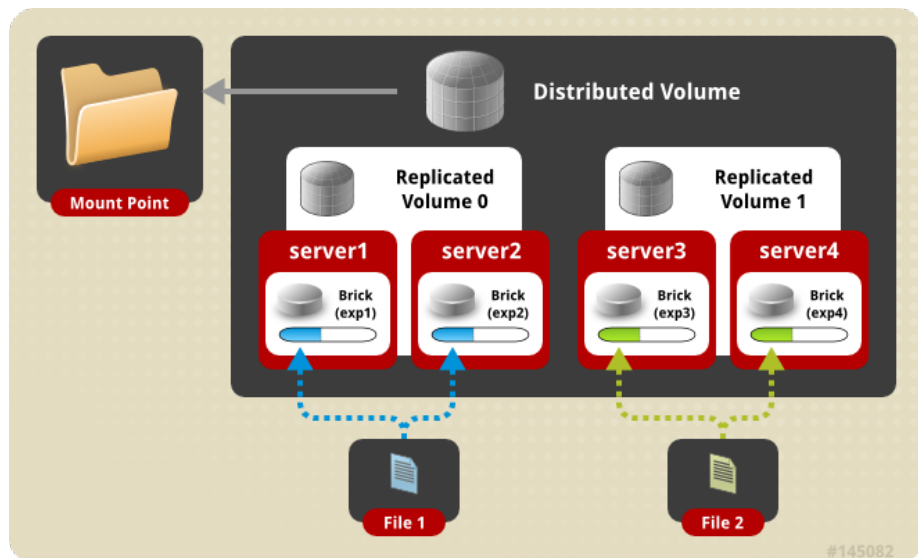 Distributed Volume
Mount Point
Replicated
Volume 0
Replicated
Volume 1
server1
server2
server3
server4
Brick
(exp1)
Brick
(exp2)
Brick
(exp3)
Brick
(exp4)
File 1
File 2
#145082